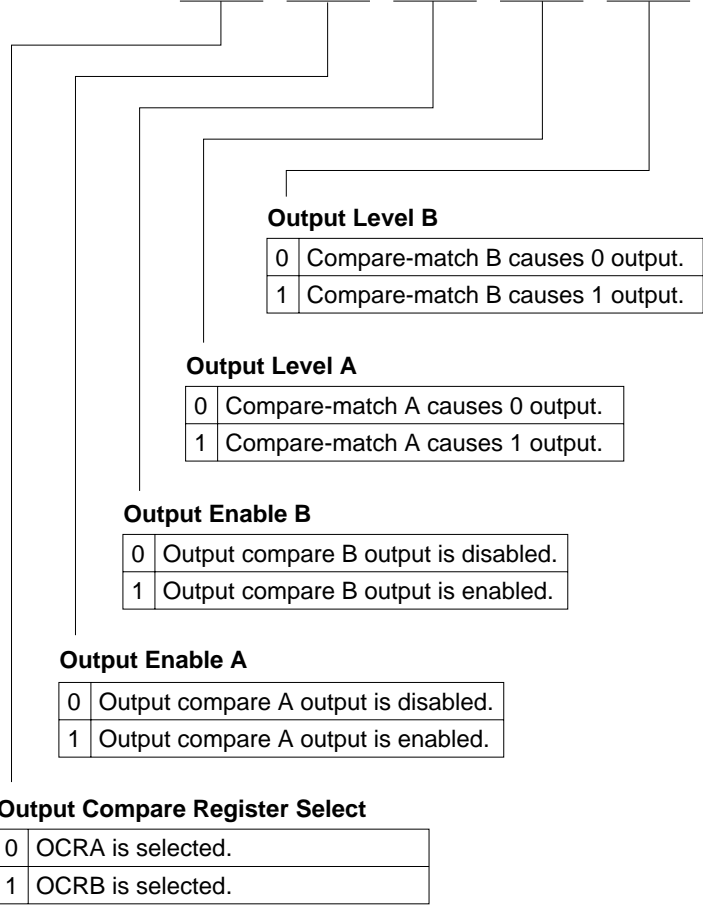 Output Level B
0 Compare-match B causes 0 output.
1 Compare-match B causes 1 output.
Output Level A
0 Compare-match A causes 0 output.
1 Compare-match A causes 1 output.
Output Enable B
0 Output compare B output is disabled.
1 Output compare B output is enabled.
Output Enable A
0 Output compare A output is disabled.
1 Output compare A output is enabled.
Output Compare Register Select
0 OCRA is selected.
1 OCRB is selected.